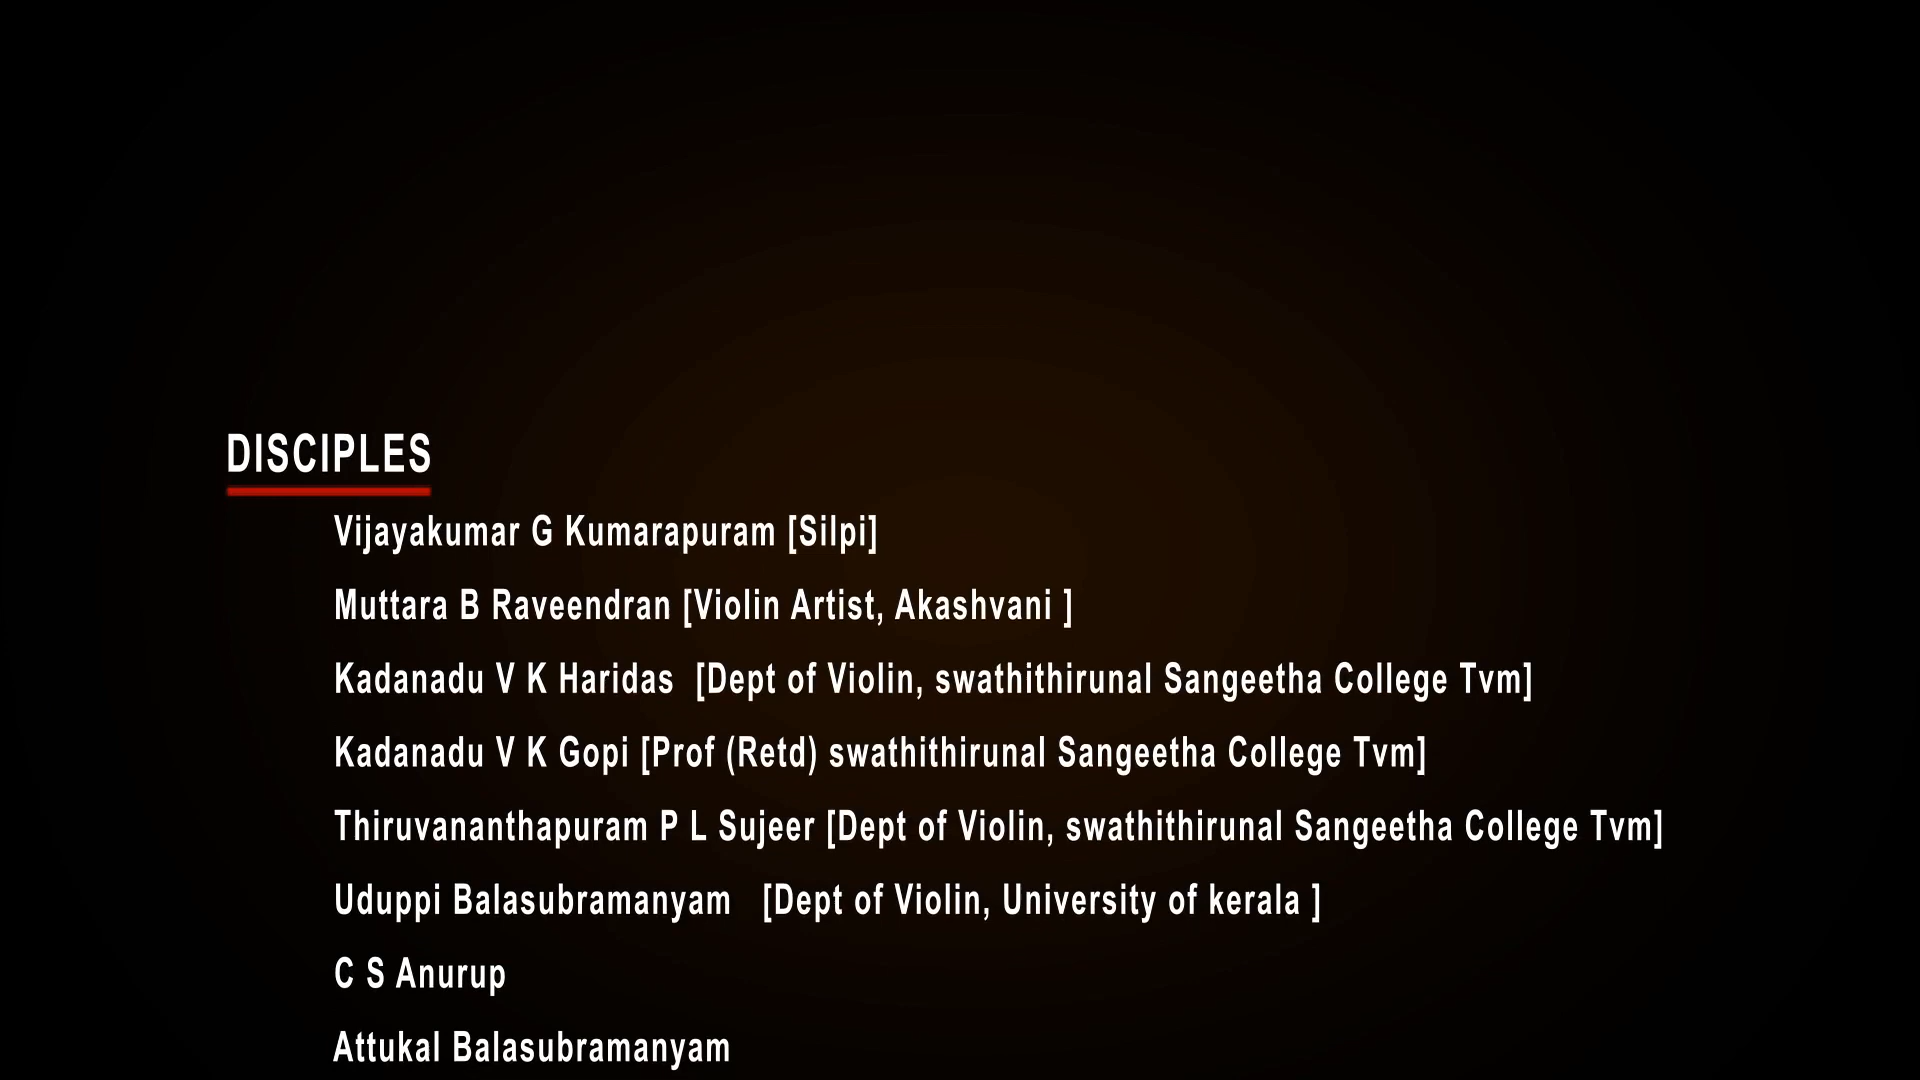 DISCIPLES
Vijayakumar G Kumarapuram [Silpi]
Muttara B Raveendran [Violin Artist, Akashvani ]
Kadanadu V K Haridas  [Dept of Violin, swathithirunal Sangeetha College Tvm]
Kadanadu V K Gopi [Prof (Retd) swathithirunal Sangeetha College Tvm]
Thiruvananthapuram P L Sujeer [Dept of Violin, swathithirunal Sangeetha College Tvm]
Uduppi Balasubramanyam   [Dept of Violin, University of kerala ]
C S Anurup
Attukal Balasubramanyam